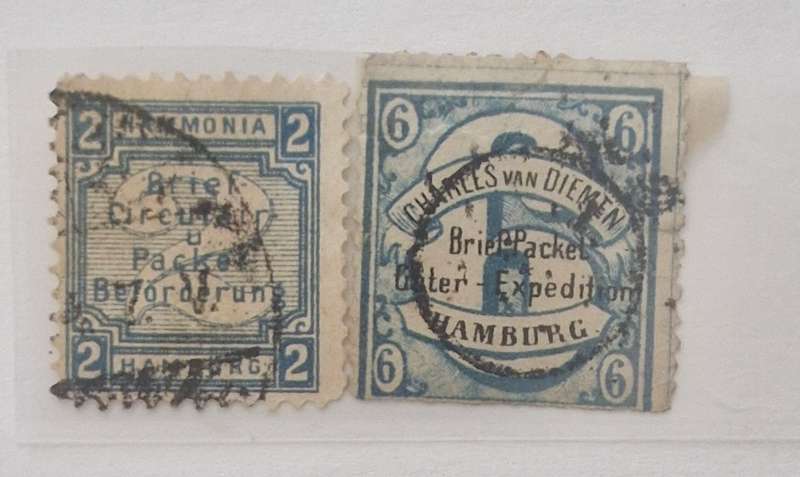 2 HAMMONIA 2
Brief
Circulair
u
Packet
Beförderung
2 HAMBURG 2
6 6
CHARLES VAN DIEMEN
Brief-Packet
&
Güter - Expedition
HAMBURG
6 6